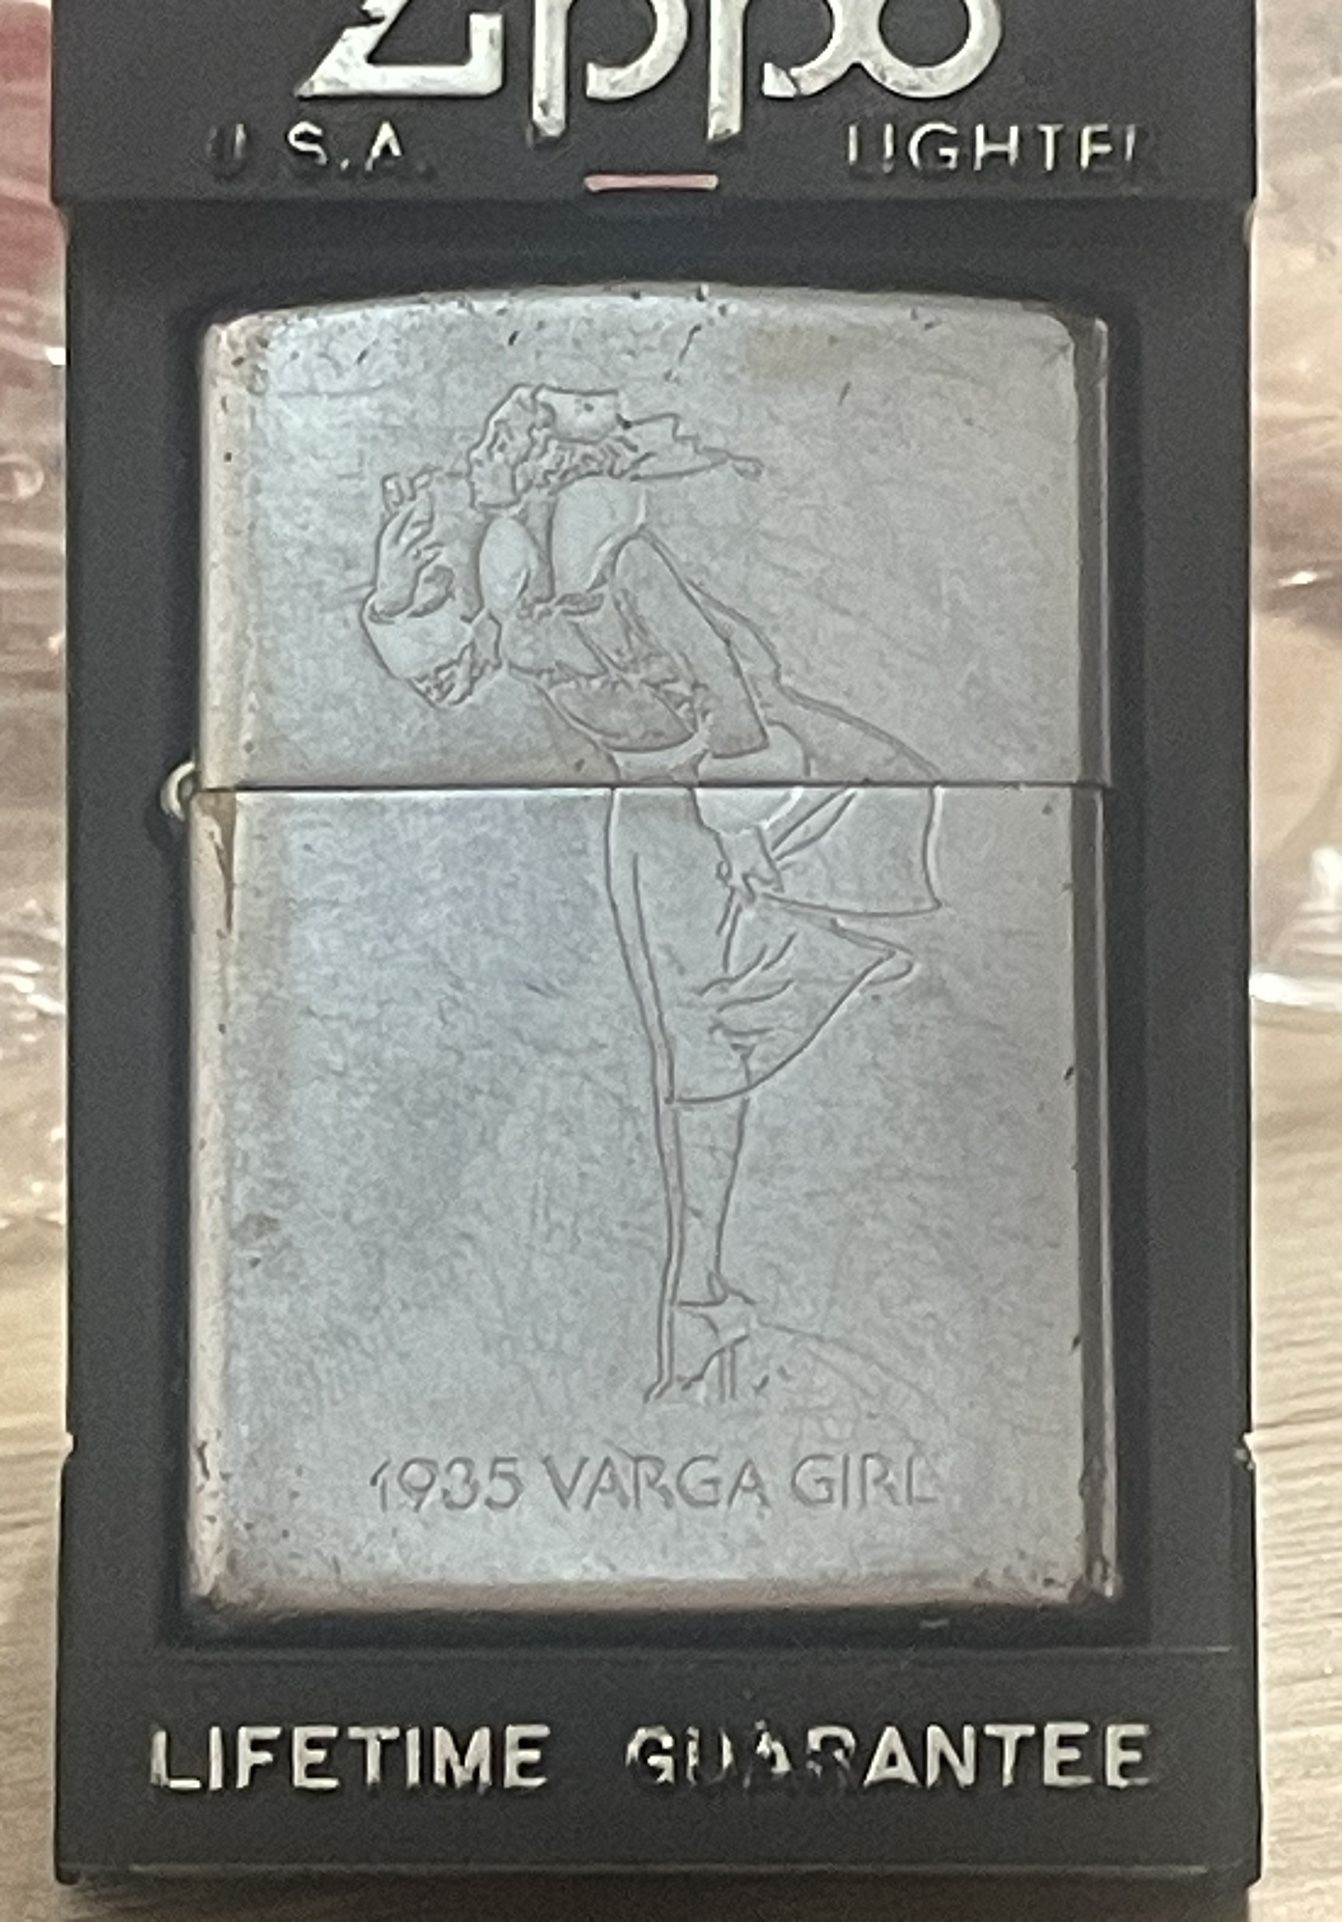 Zippo
U.S.A. LIGHTER
1935 VARGA GIRL
LIFETIME GUARANTEE